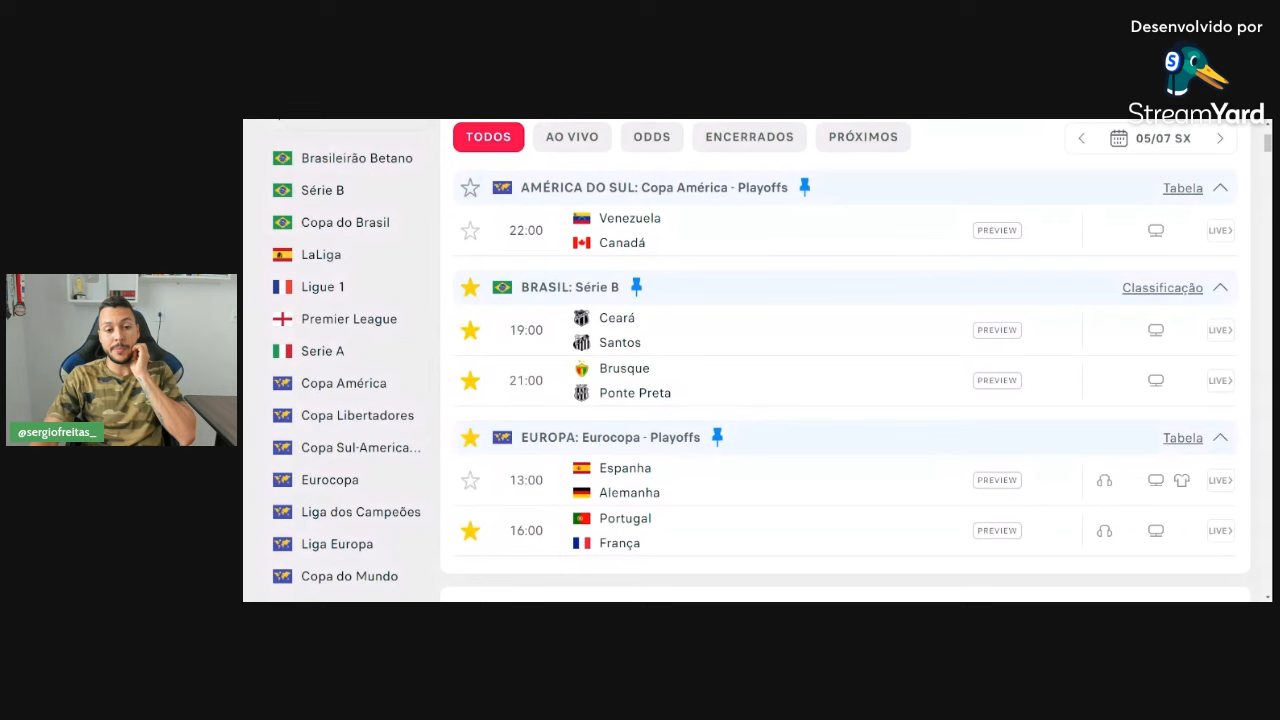 Desenvolvido por
StreamYard
TODOS
AO VIVO
ODDS
ENCERRADOS
PRÓXIMOS
05/07 SX
Brasileirão Betano
Série B
Copa do Brasil
LaLiga
Ligue 1
Premier League
Serie A
Copa América
Copa Libertadores
Copa Sul-America...
Eurocopa
Liga dos Campeões
Liga Europa
Copa do Mundo
AMÉRICA DO SUL: Copa América - Playoffs
Tabela
22:00
Venezuela
Canadá
PREVIEW
LIVE
BRASIL: Série B
Classificação
19:00
Ceará
Santos
PREVIEW
LIVE
21:00
Brusque
Ponte Preta
PREVIEW
LIVE
EUROPA: Eurocopa - Playoffs
Tabela
13:00
Espanha
Alemanha
PREVIEW
LIVE
16:00
Portugal
França
PREVIEW
LIVE
@sergiofreitas_